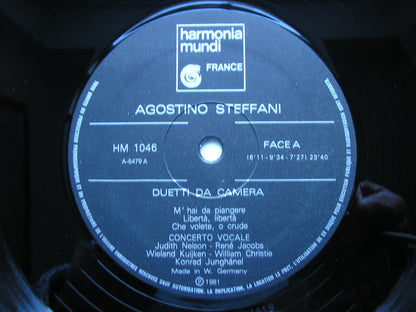 harmonia
mundi
FRANCE
AGOSTINO STEFFANI
HM 1046
A-6479 A
FACE A
(6'11 - 9'34 - 7'27) 23'40
DUETTI DA CAMERA
M' hai da piangere
Libertà, libertà
Che volete, o crude
CONCERTO VOCALE
Judith Nelson - René Jacobs
Wieland Kuijken - William Christie
Konrad Junghänel
Made in W. Germany
℗ 1981